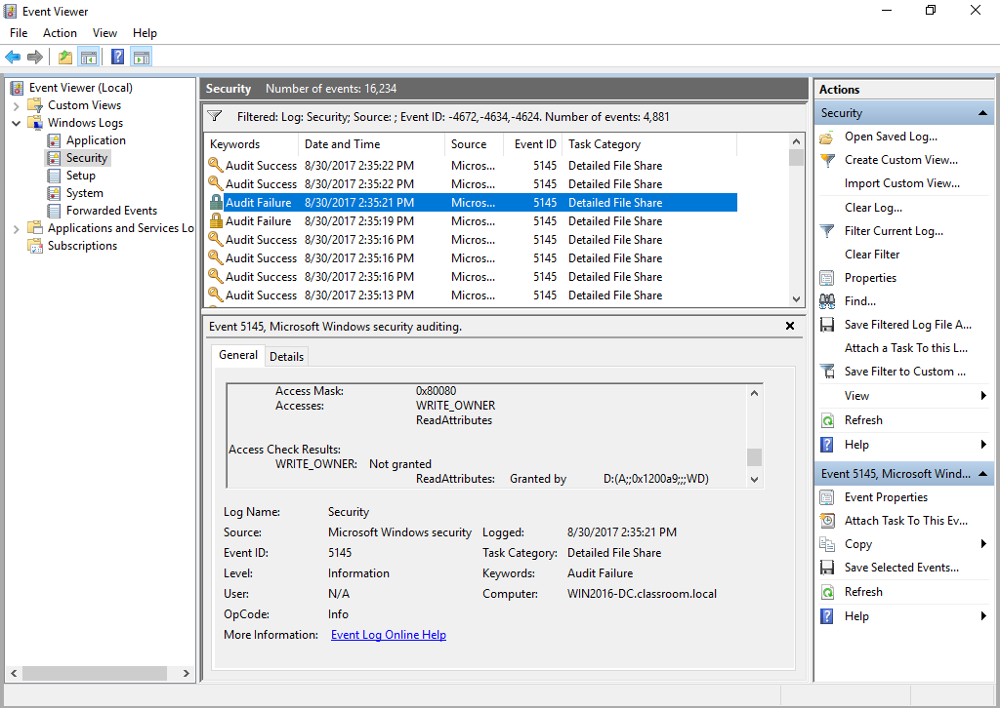 Event Viewer
File Action View Help
Event Viewer (Local)
Custom Views
Windows Logs
Application
Security
Setup
System
Forwarded Events
Applications and Services Lo
Subscriptions
Security Number of events: 16,234
Filtered: Log: Security; Source: ; Event ID: -4672,-4634,-4624. Number of events: 4,881
Keywords Date and Time Source Event ID Task Category
Audit Success 8/30/2017 2:35:22 PM Micros... 5145 Detailed File Share
Audit Success 8/30/2017 2:35:22 PM Micros... 5145 Detailed File Share
Audit Failure 8/30/2017 2:35:21 PM Micros... 5145 Detailed File Share
Audit Failure 8/30/2017 2:35:19 PM Micros... 5145 Detailed File Share
Audit Success 8/30/2017 2:35:16 PM Micros... 5145 Detailed File Share
Audit Success 8/30/2017 2:35:16 PM Micros... 5145 Detailed File Share
Audit Success 8/30/2017 2:35:16 PM Micros... 5145 Detailed File Share
Audit Success 8/30/2017 2:35:13 PM Micros... 5145 Detailed File Share
Event 5145, Microsoft Windows security auditing.
General Details
Access Mask: 0x80080
Accesses: WRITE_OWNER
ReadAttributes
Access Check Results:
WRITE_OWNER: Not granted
ReadAttributes: Granted by D:(A;;0x1200a9;;;WD)
Log Name: Security
Source: Microsoft Windows security Logged: 8/30/2017 2:35:21 PM
Event ID: 5145 Task Category: Detailed File Share
Level: Information Keywords: Audit Failure
User: N/A Computer: WIN2016-DC.classroom.local
OpCode: Info
More Information: Event Log Online Help
Actions
Security
Open Saved Log...
Create Custom View...
Import Custom View...
Clear Log...
Filter Current Log...
Clear Filter
Properties
Find...
Save Filtered Log File A...
Attach a Task To this L...
Save Filter to Custom ...
View
Refresh
Help
Event 5145, Microsoft Wind...
Event Properties
Attach Task To This Ev...
Copy
Save Selected Events...
Refresh
Help